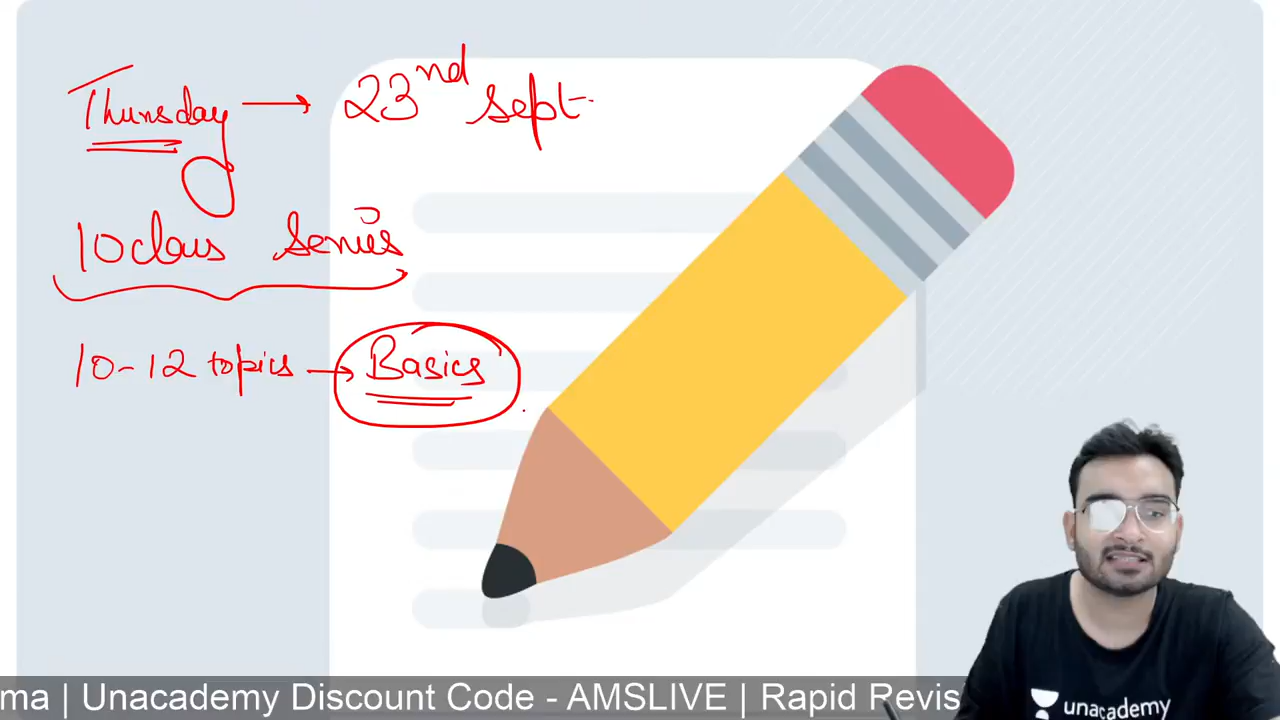 Thursday → 23nd sept.
10 class series
10-12 topics → Basics
unacademy
ma | Unacademy Discount Code - AMSLIVE | Rapid Revis